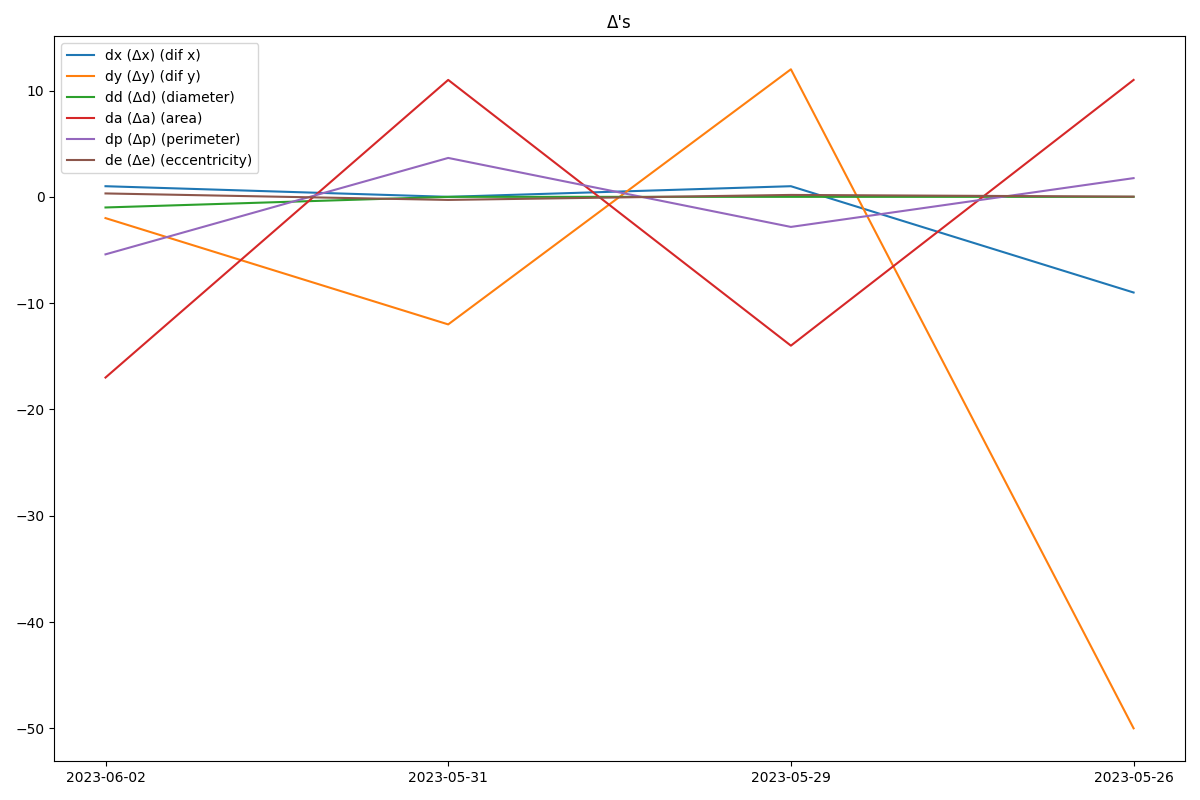 Δ's
dx (Δx) (dif x)
dy (Δy) (dif y)
dd (Δd) (diameter)
da (Δa) (area)
dp (Δp) (perimeter)
de (Δe) (eccentricity)
10
0
−10
−20
−30
−40
−50
2023-06-02 2023-05-31 2023-05-29 2023-05-26